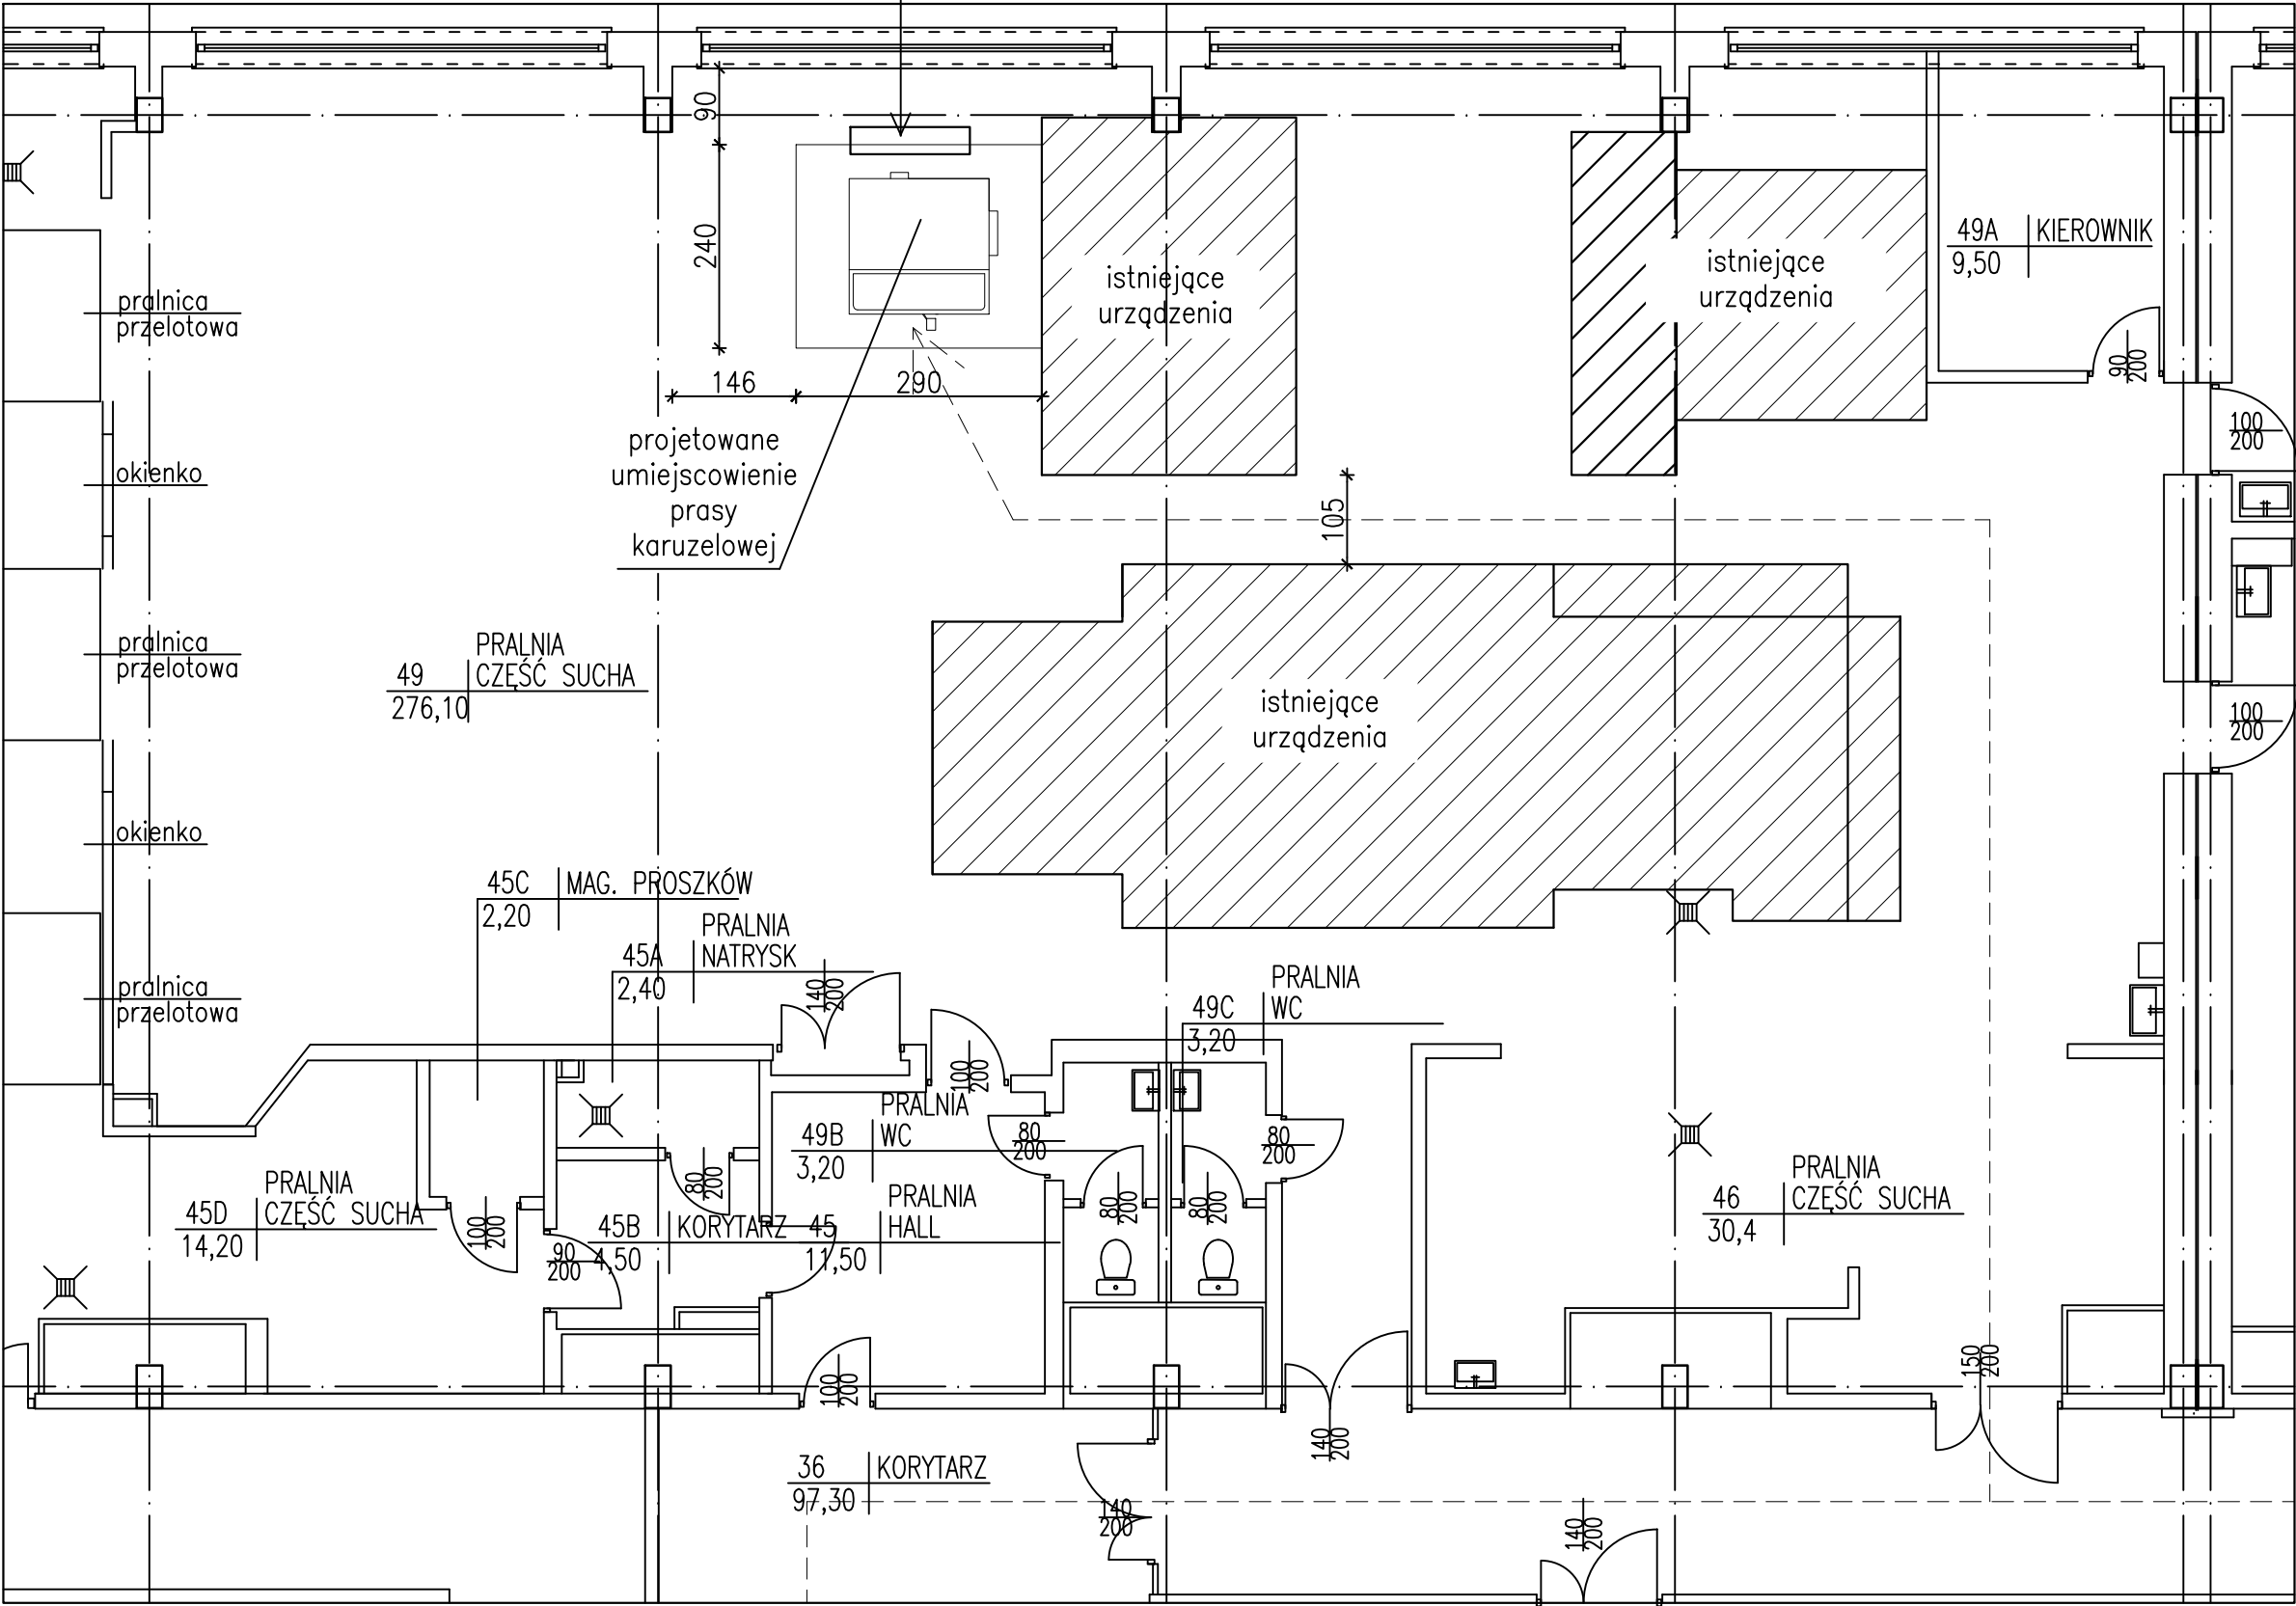 90
240
146
290
105
istniejące
urządzenia
istniejące
urządzenia
49A
KIEROWNIK
9,50
90
200
100
200
pralnica
przelotowa
okienko
projetowane
umiejscowienie
prasy
karuzelowej
pralnica
przelotowa
PRALNIA
49
CZĘŚĆ SUCHA
276,10
istniejące
urządzenia
100
200
okienko
45C
MAG. PROSZKÓW
2,20
PRALNIA
45A
NATRYSK
2,40
140
200
PRALNIA
49C
WC
3,20
pralnica
przelotowa
100
200
PRALNIA
49B
WC
3,20
80
200
80
200
80
200
80
200
80
200
PRALNIA
45D
CZĘŚĆ SUCHA
14,20
100
200
45B
KORYTARZ
4,50
90
200
PRALNIA
45
HALL
11,50
PRALNIA
46
CZĘŚĆ SUCHA
30,4
100
200
140
200
150
200
36
KORYTARZ
97,30
140
200
140
200